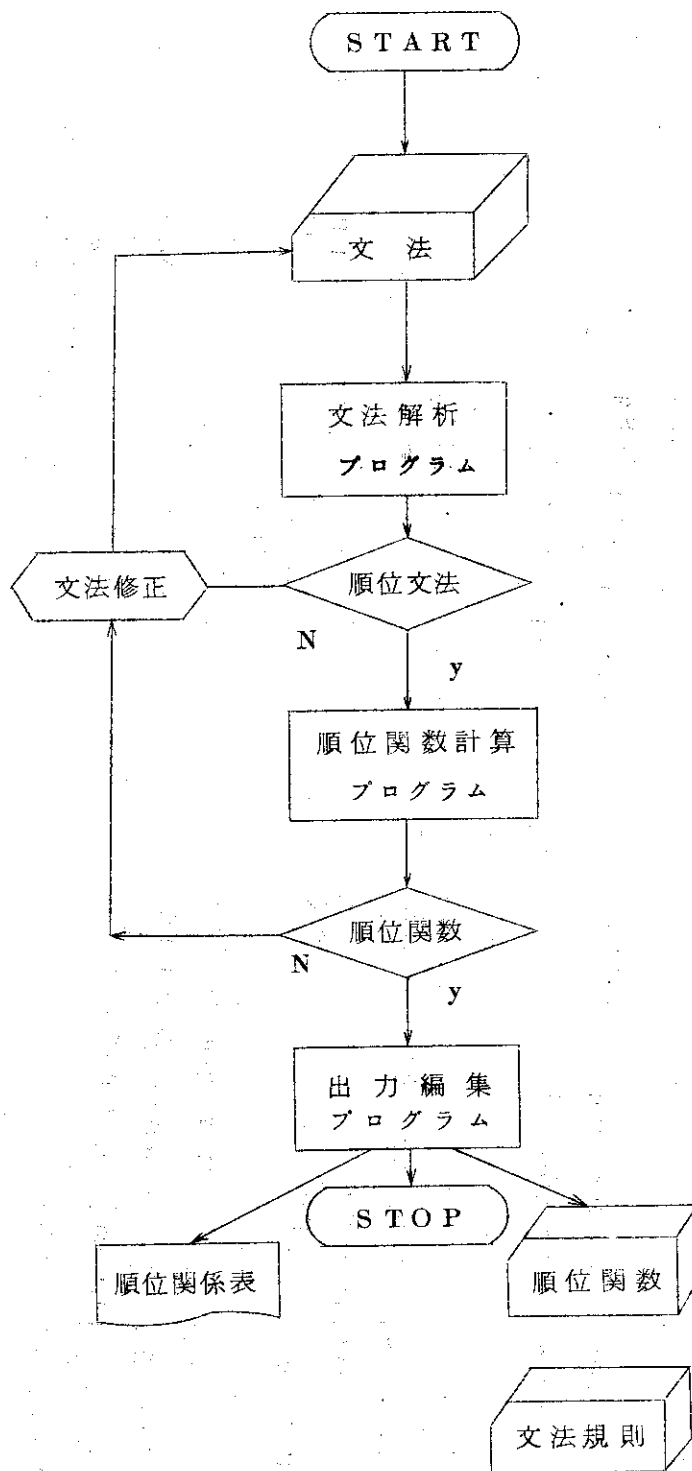 START
文法
文法解析
プログラム
順位文法
文法修正
N
y
順位関数計算
プログラム
順位関数
N
y
出力編集
プログラム
STOP
順位関係表
順位関数
文法規則